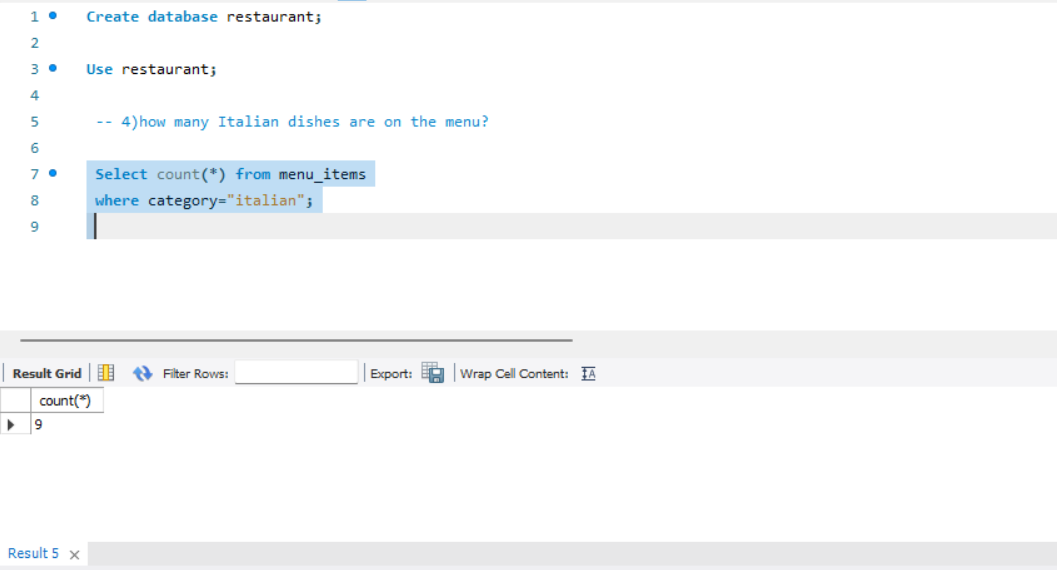 1 Create database restaurant;
2
3 Use restaurant;
4
5 -- 4)how many Italian dishes are on the menu?
6
7 Select count(*) from menu_items
8 where category="italian";
9
Result Grid Filter Rows: Export: Wrap Cell Content: IA
count(*)
9
Result 5 ×